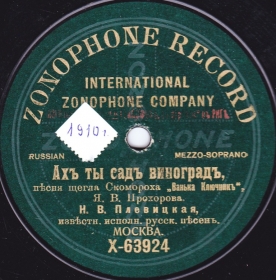 ZONOPHONE RECORD
INTERNATIONAL
ZONOPHONE COMPANY
1910г.
RUSSIAN MEZZO-SOPRANO
Ахъ ты садъ виноградъ,
пѣсня щегла Скомороха „Ванька Ключникъ"
Я. В. Прохорова.
Н. В. Плевицкая,
извѣстн. исполн. русск. пѣсенъ.
МОСКВА.
X-63924